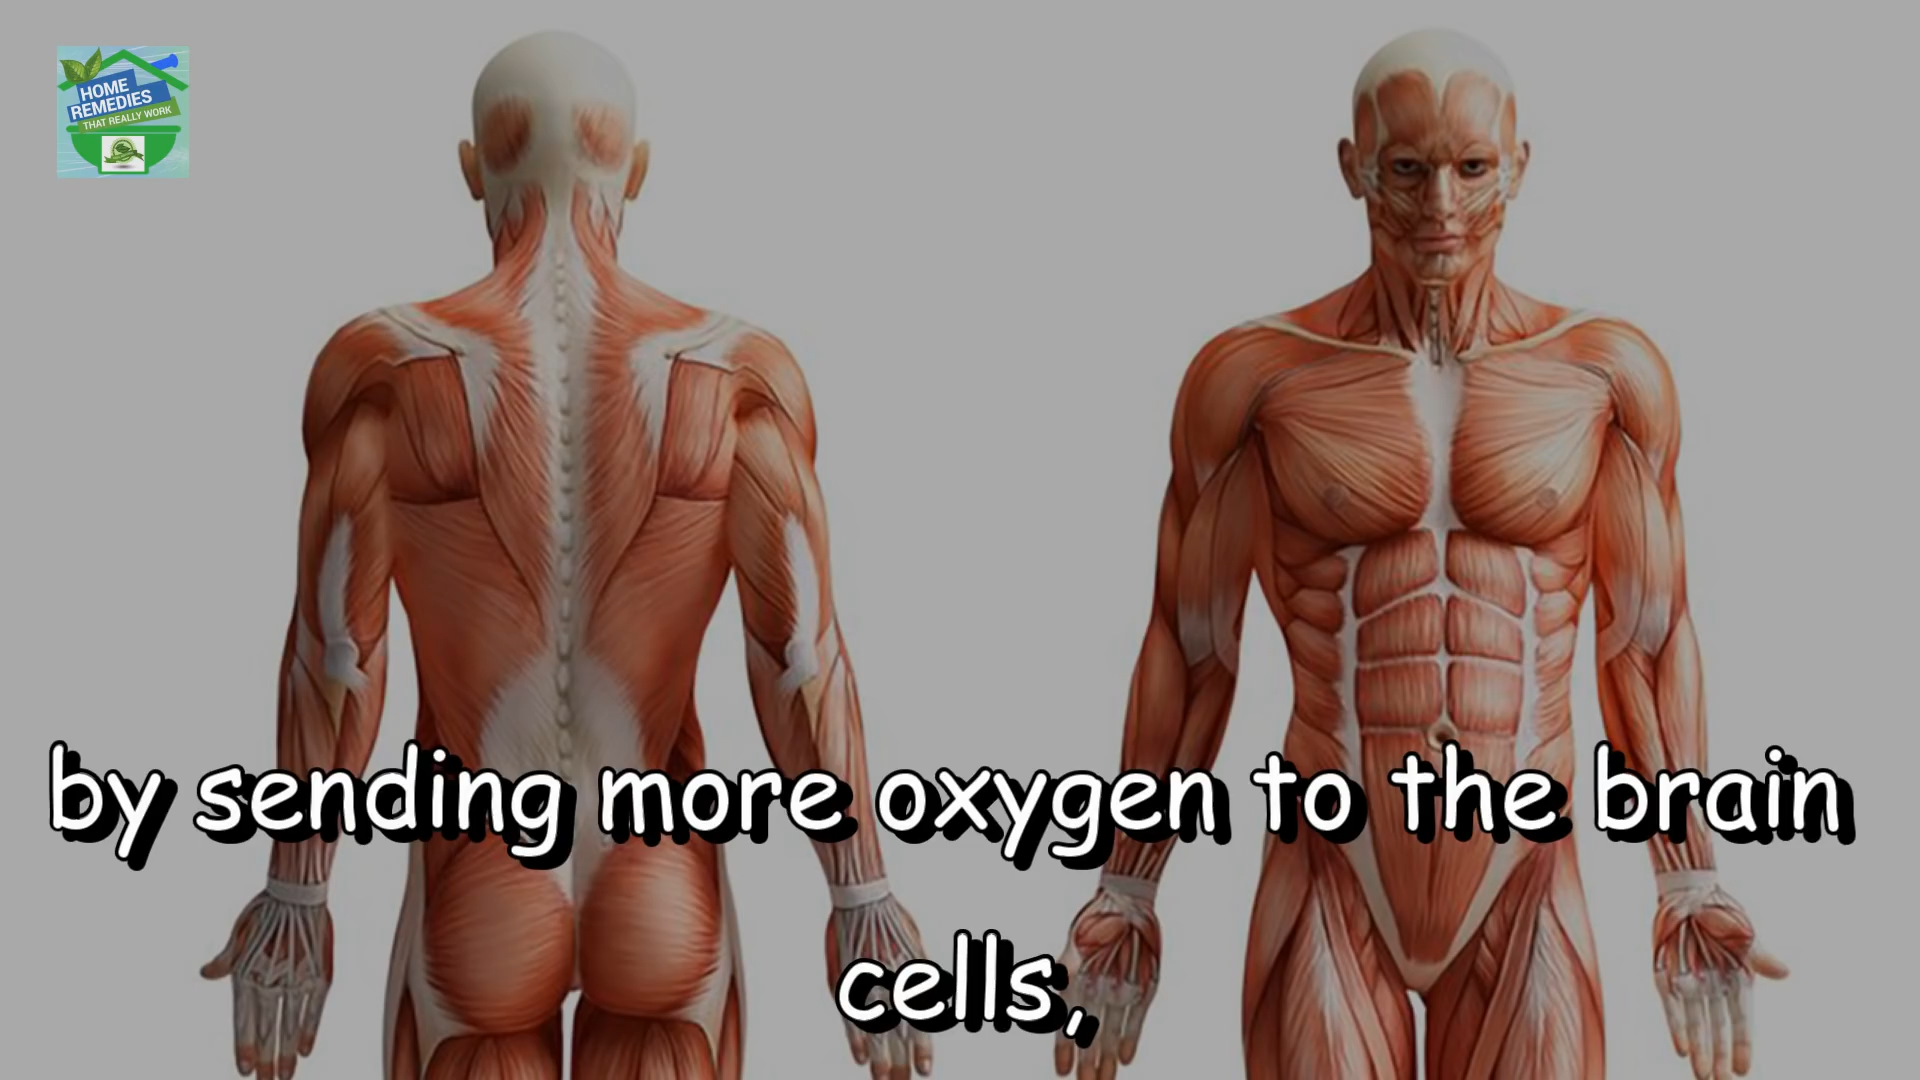 HOME
REMEDIES
THAT REALLY WORK
by sending more oxygen to the brain
cells,